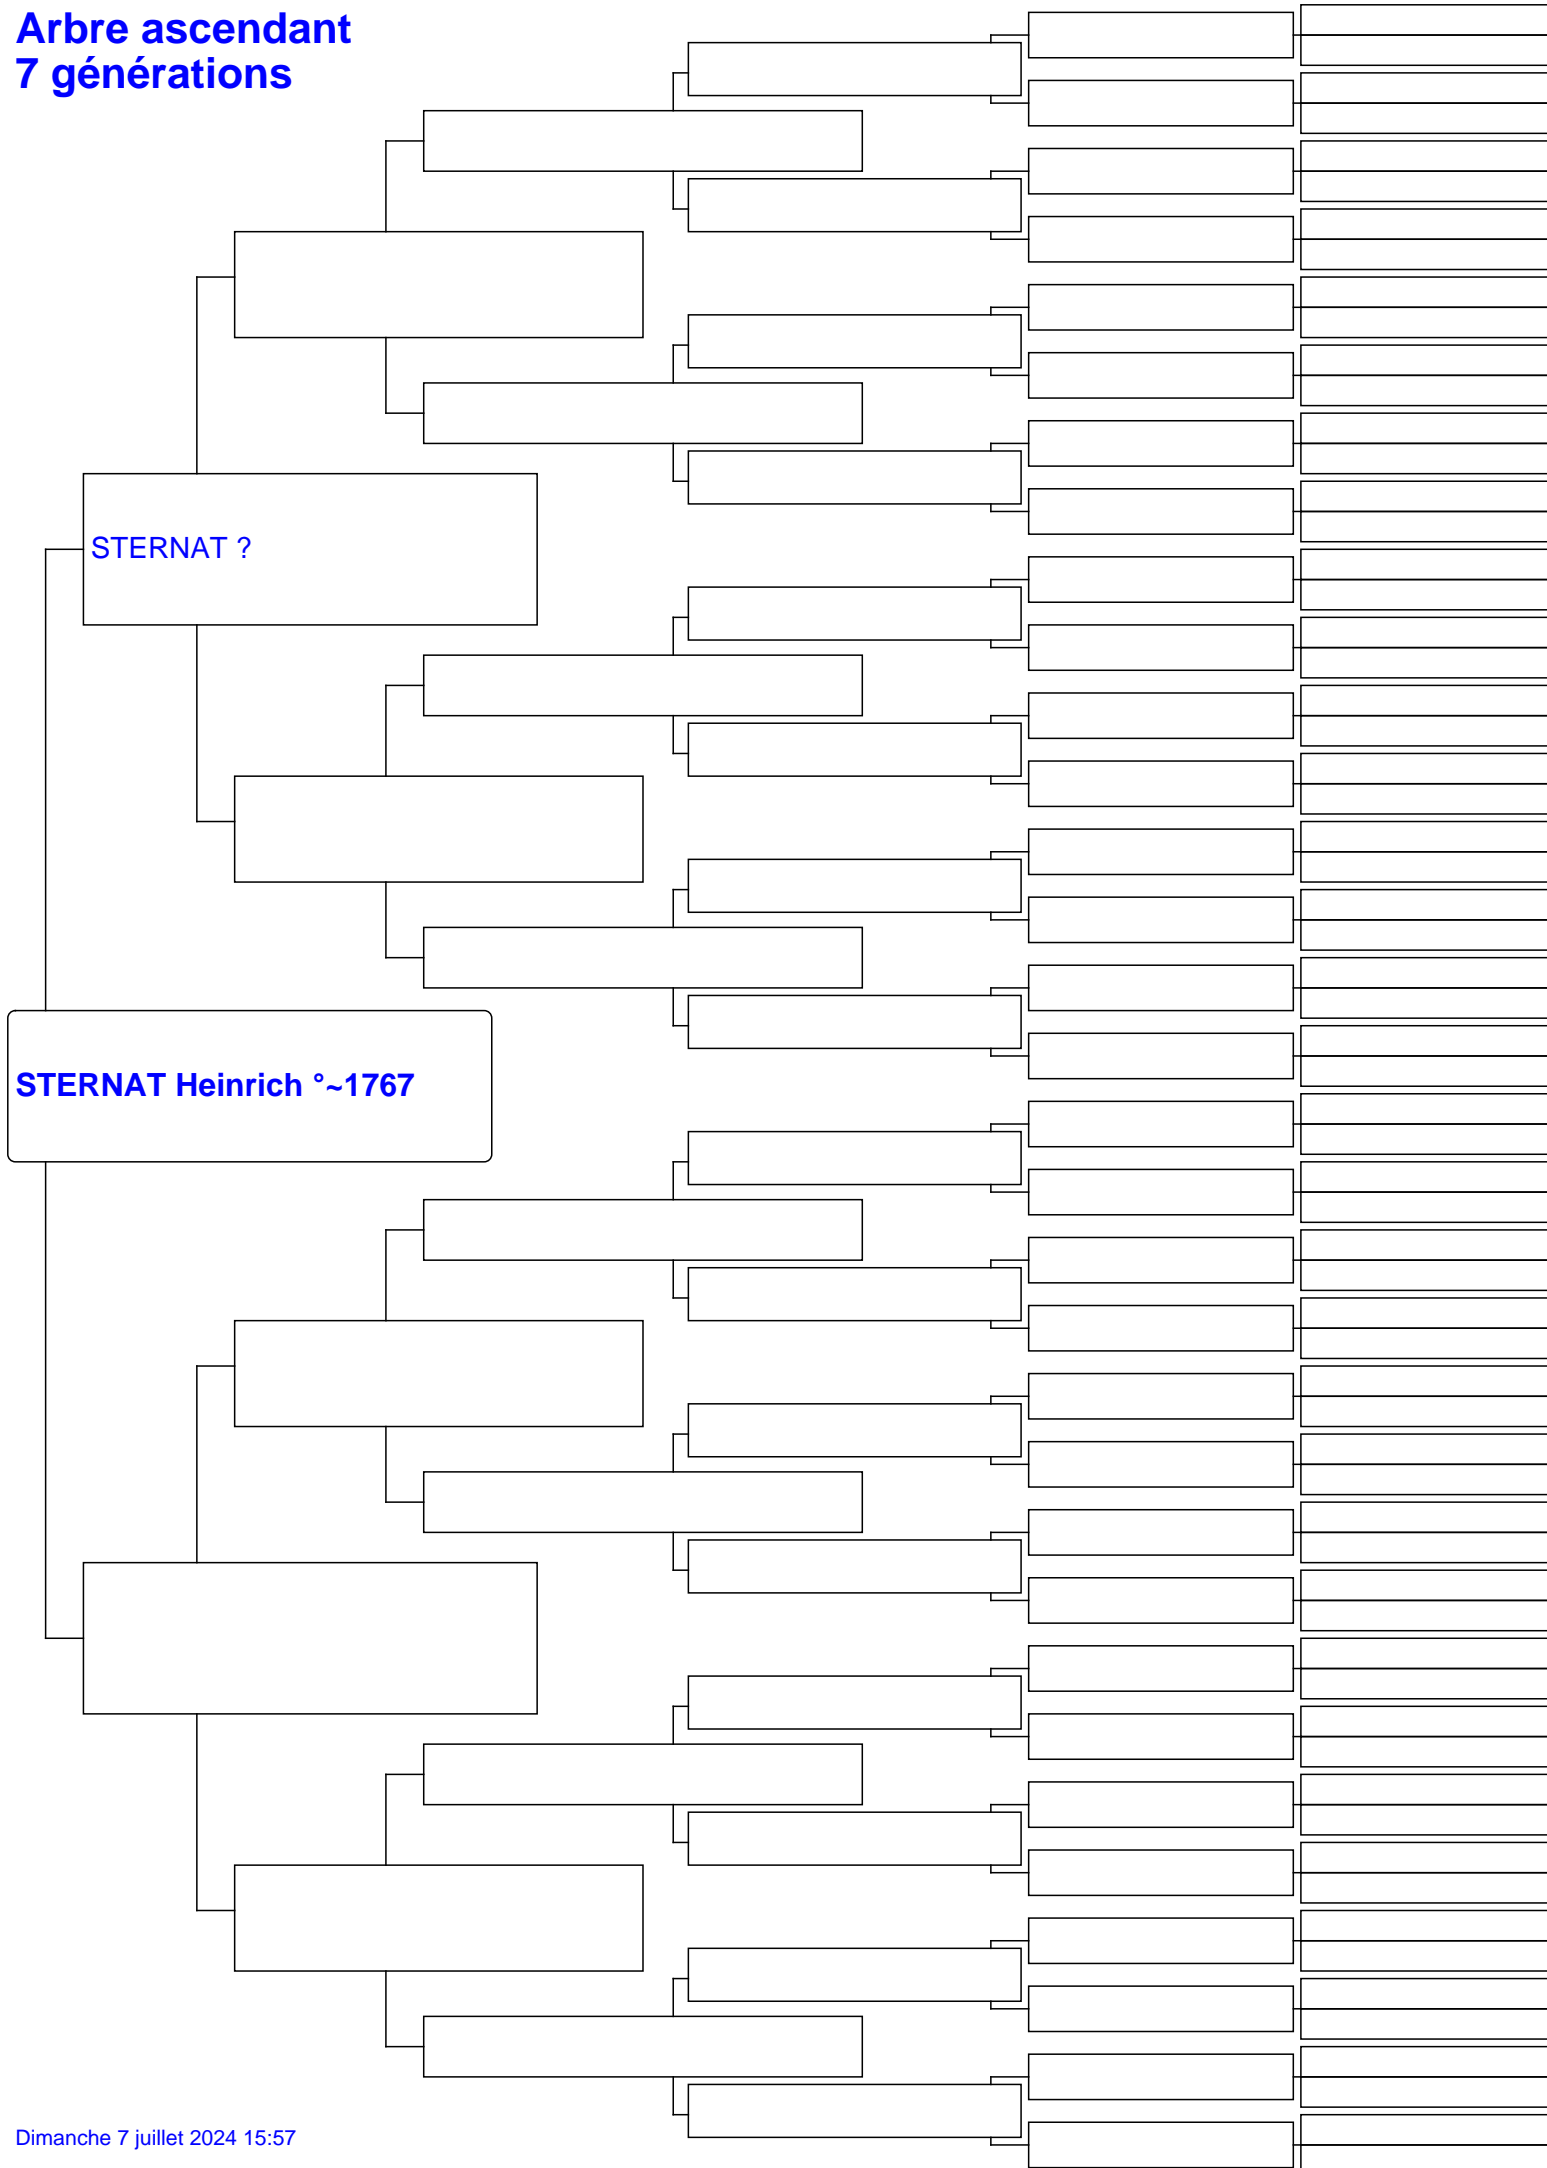 Arbre ascendant
7 générations
STERNAT ?
STERNAT Heinrich °~1767
Dimanche 7 juillet 2024 15:57